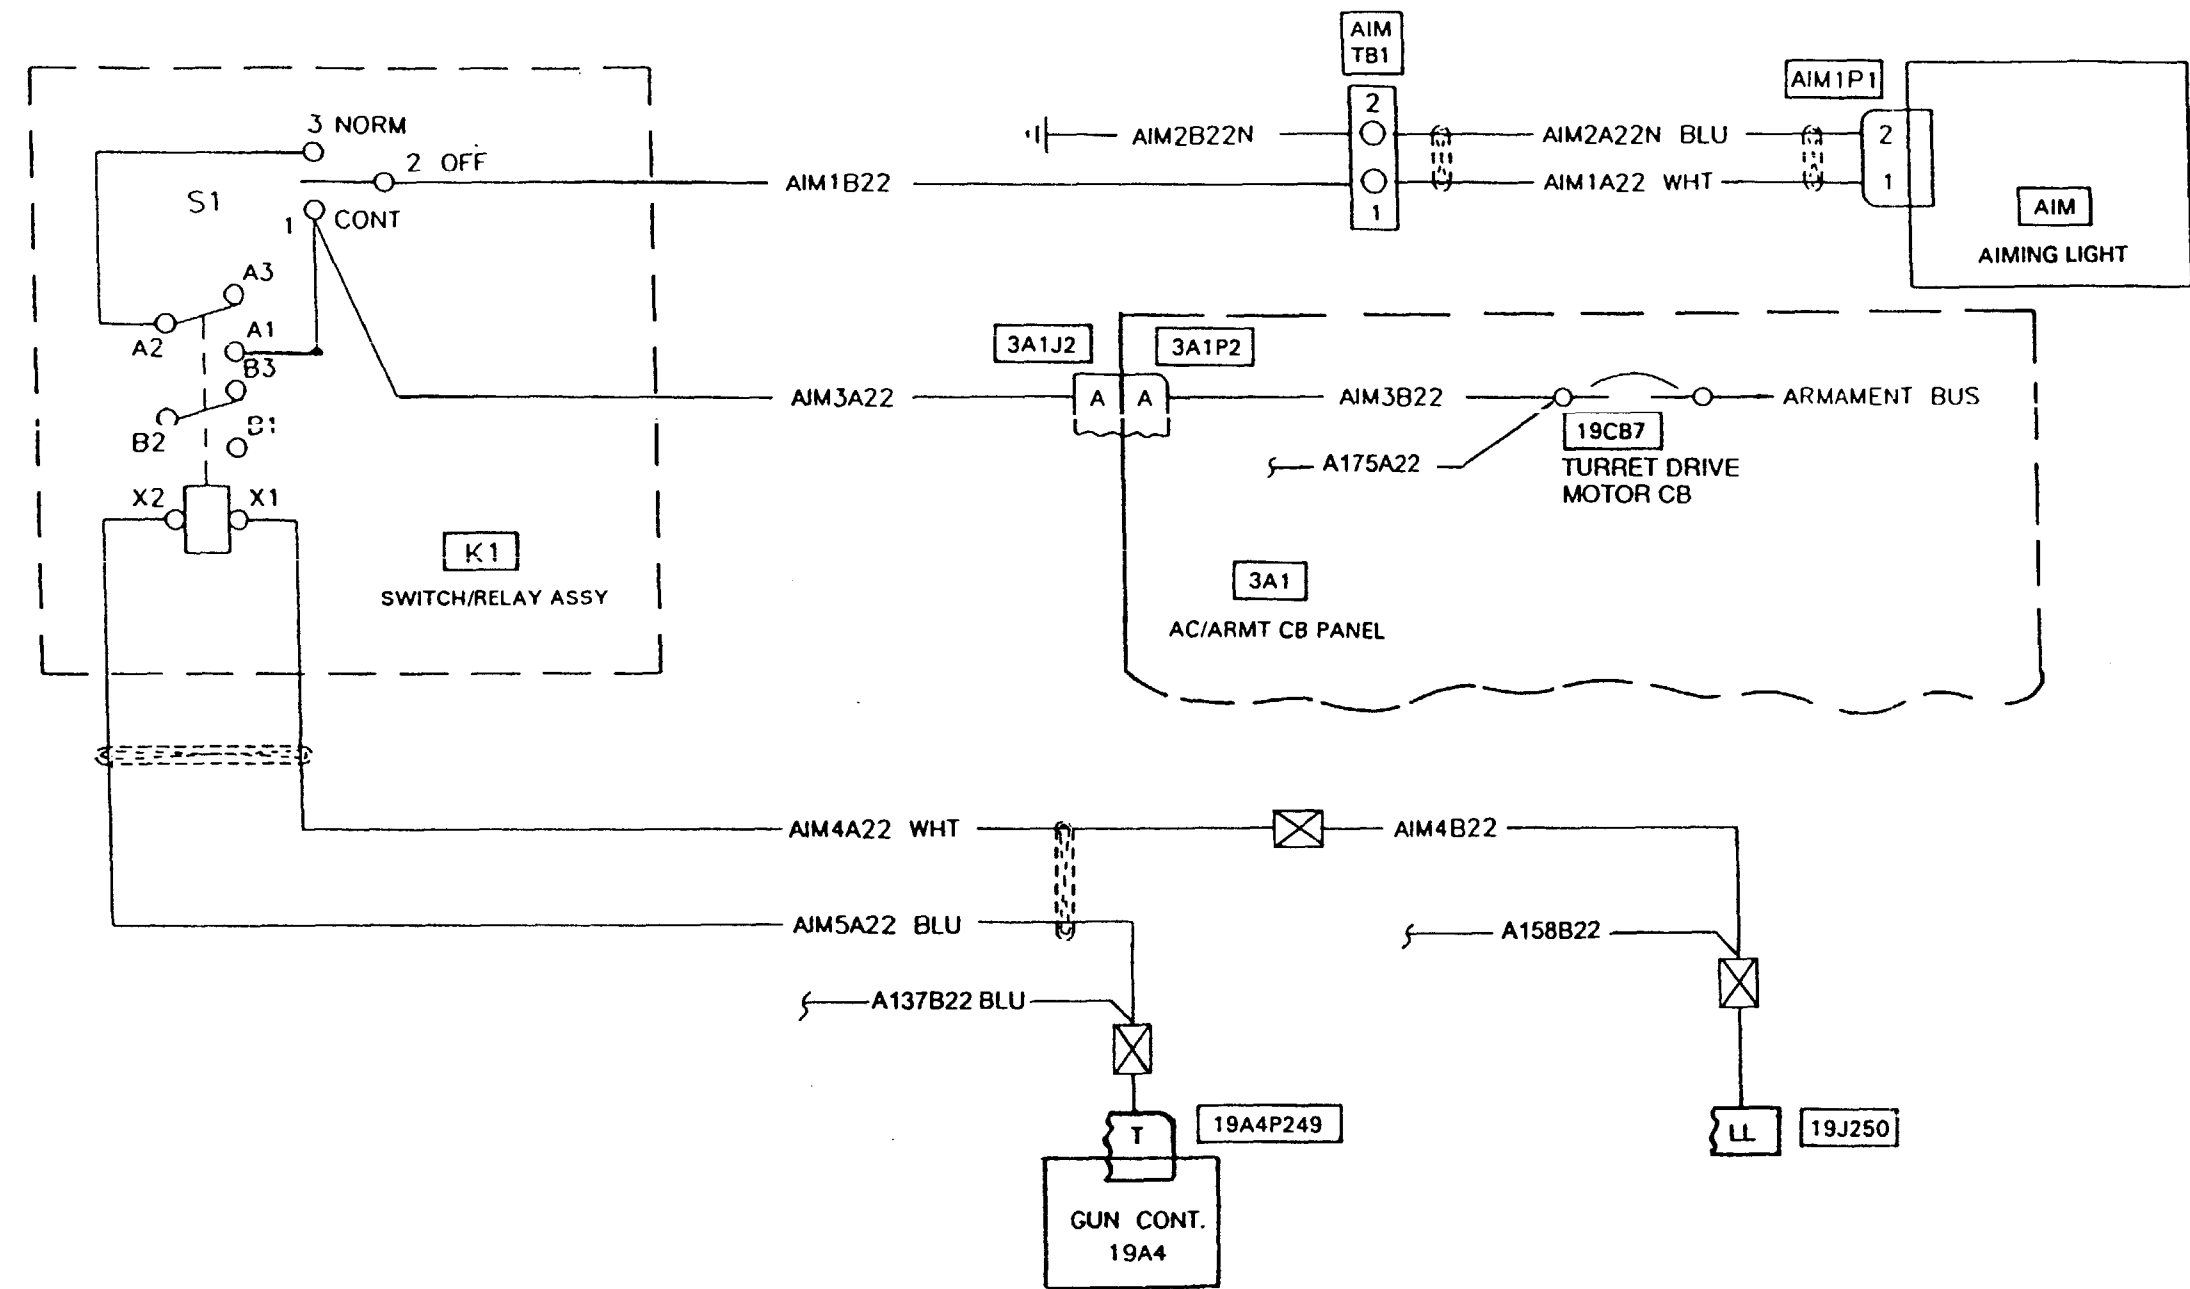 AIM
TB1
AIM1P1
3 NORM
2 OFF
S1
1 CONT
AIM1B22
2
1
AIM2B22N
AIM2A22N BLU
AIM1A22 WHT
2
1
AIM
AIMING LIGHT
A3
A2
A1
B3
B2
B1
X2
X1
K1
SWITCH/RELAY ASSY
3A1J2
3A1P2
AIM3A22
A
A
AIM3B22
ARMAMENT BUS
19CB7
A175A22
TURRET DRIVE
MOTOR CB
3A1
AC/ARMT CB PANEL
AIM4A22 WHT
AIM4B22
AIM5A22 BLU
A158B22
A137B22 BLU
T
19A4P249
LL
19J250
GUN CONT.
19A4